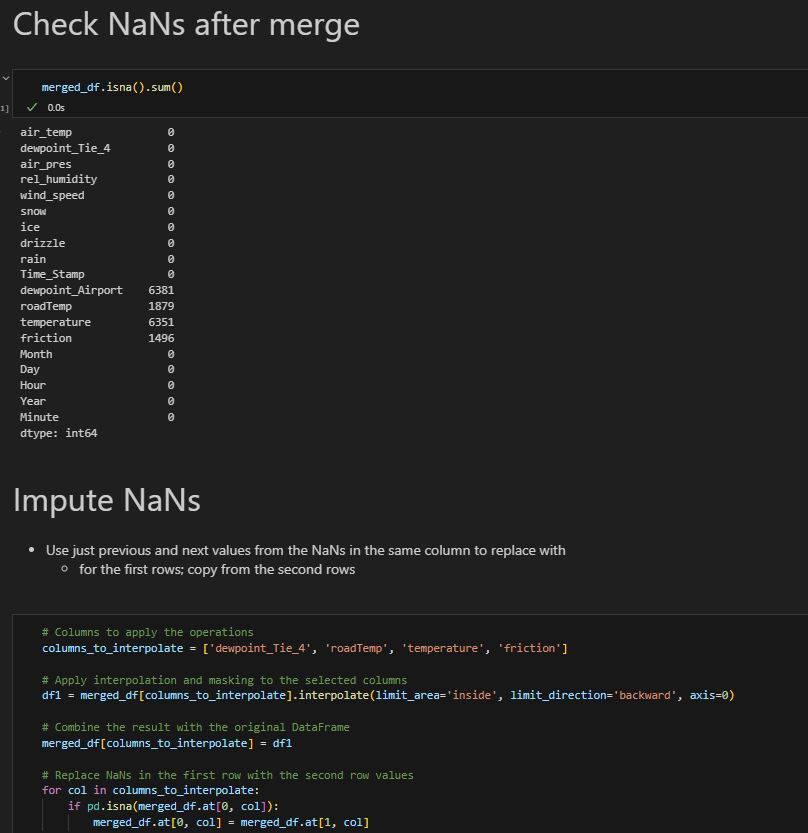 Check NaNs after merge
merged_df.isna().sum()
1]
0.0s
air_temp 0
dewpoint_Tie_4 0
air_pres 0
rel_humidity 0
wind_speed 0
snow 0
ice 0
drizzle 0
rain 0
Time_Stamp 0
dewpoint_Airport 6381
roadTemp 1879
temperature 6351
friction 1496
Month 0
Day 0
Hour 0
Year 0
Minute 0
dtype: int64
Impute NaNs
• Use just previous and next values from the NaNs in the same column to replace with
◦ for the first rows; copy from the second rows
# Columns to apply the operations
columns_to_interpolate = ['dewpoint_Tie_4', 'roadTemp', 'temperature', 'friction']
# Apply interpolation and masking to the selected columns
df1 = merged_df[columns_to_interpolate].interpolate(limit_area='inside', limit_direction='backward', axis=0)
# Combine the result with the original DataFrame
merged_df[columns_to_interpolate] = df1
# Replace NaNs in the first row with the second row values
for col in columns_to_interpolate:
if pd.isna(merged_df.at[0, col]):
merged_df.at[0, col] = merged_df.at[1, col]